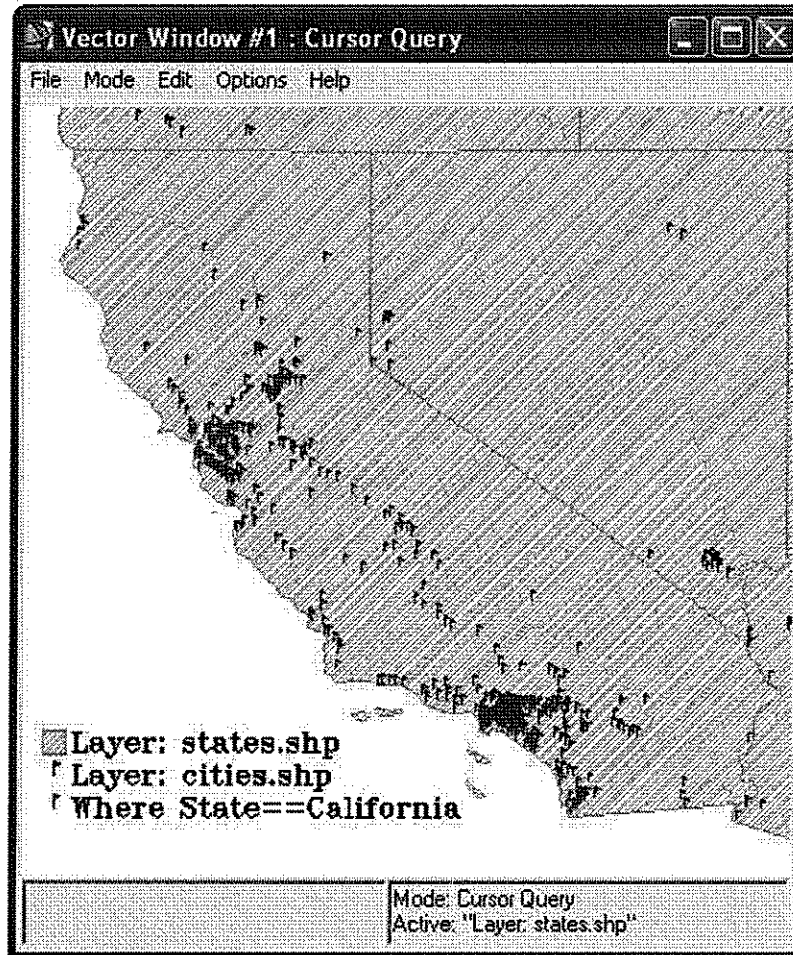 Vector Window #1 : Cursor Query
File Mode Edit Options Help
Layer: states.shp
Layer: cities.shp
Where State==California
Mode: Cursor Query
Active: "Layer: states.shp"